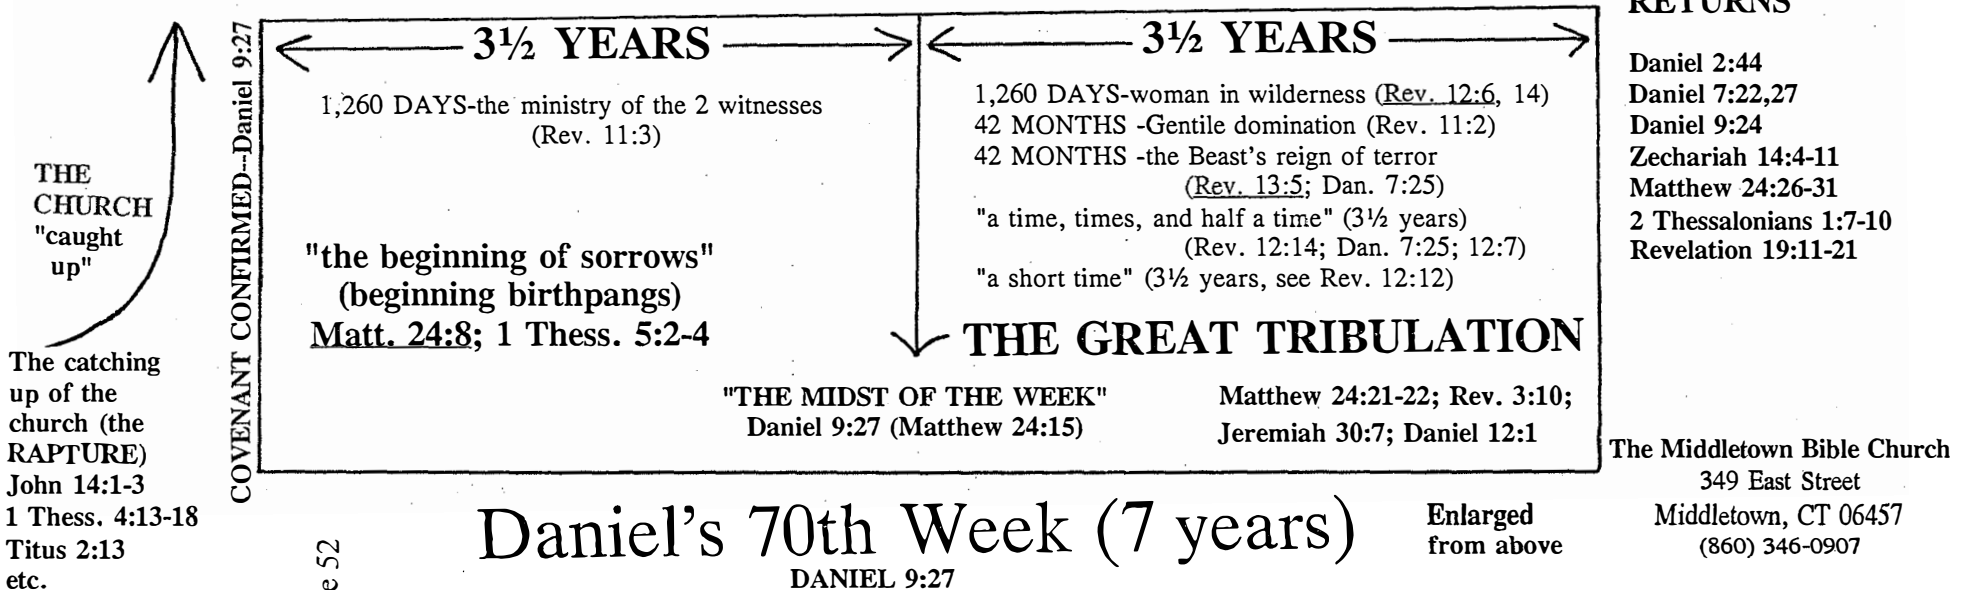 THE
CHURCH
"caught
up"
The catching
up of the
church (the
RAPTURE)
John 14:1-3
1 Thess. 4:13-18
Titus 2:13
etc.
COVENANT CONFIRMED--Daniel 9:27
3½ YEARS
1,260 DAYS-the ministry of the 2 witnesses
(Rev. 11:3)
"the beginning of sorrows"
(beginning birthpangs)
Matt. 24:8; 1 Thess. 5:2-4
3½ YEARS
1,260 DAYS-woman in wilderness (Rev. 12:6, 14)
42 MONTHS -Gentile domination (Rev. 11:2)
42 MONTHS -the Beast's reign of terror
(Rev. 13:5; Dan. 7:25)
"a time, times, and half a time" (3½ years)
(Rev. 12:14; Dan. 7:25; 12:7)
"a short time" (3½ years, see Rev. 12:12)
THE GREAT TRIBULATION
"THE MIDST OF THE WEEK"
Daniel 9:27 (Matthew 24:15)
Matthew 24:21-22; Rev. 3:10;
Jeremiah 30:7; Daniel 12:1
RETURNS
Daniel 2:44
Daniel 7:22,27
Daniel 9:24
Zechariah 14:4-11
Matthew 24:26-31
2 Thessalonians 1:7-10
Revelation 19:11-21
The Middletown Bible Church
349 East Street
Middletown, CT 06457
(860) 346-0907
Daniel's 70th Week (7 years)
DANIEL 9:27
Enlarged
from above
e 52